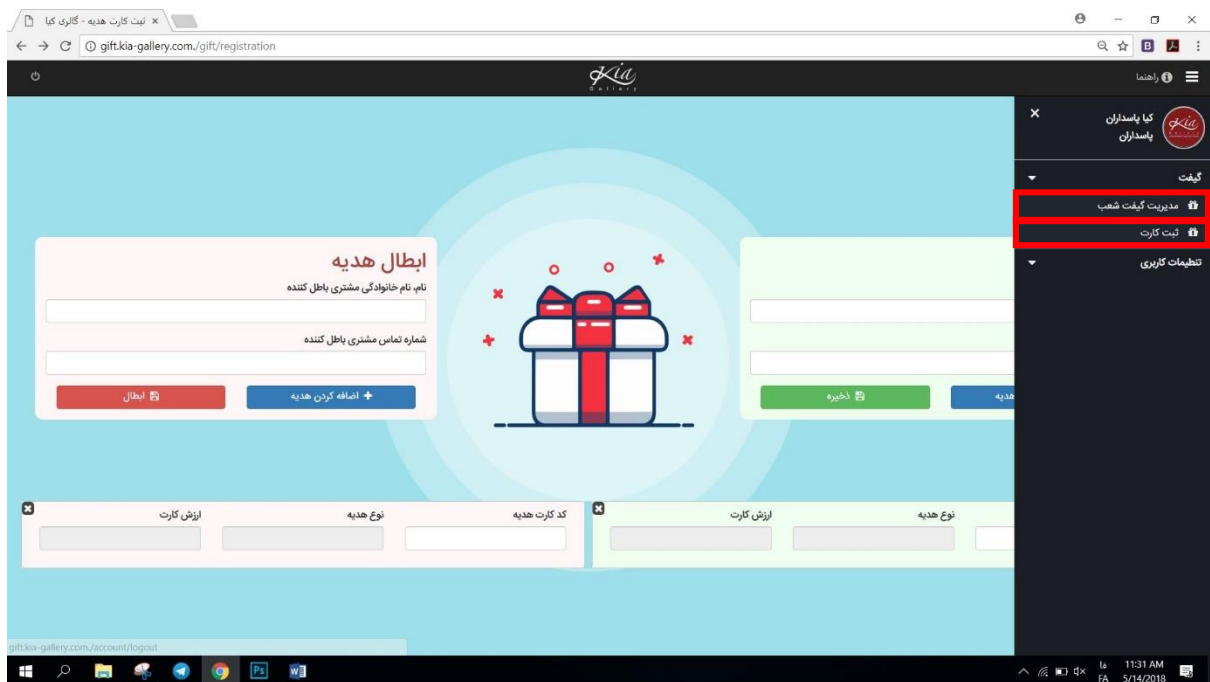 ثبت کارت هدیه - گالری کیا
gift.kia-gallery.com./gift/registration
Kia
Gallery
راهنما
کیا پاسداران
پاسداران
Kia
گیفت
مدیریت گیفت شعب
ثبت کارت
تنظیمات کاربری
هدیه
ذخیره
ابطال هدیه
نام، نام خانوادگی مشتری باطل کننده
شماره تماس مشتری باطل کننده
اضافه کردن هدیه
ابطال
نوع هدیه
ارزش کارت
کد کارت هدیه
نوع هدیه
ارزش کارت
gift.kia-gallery.com./account/logout
Ps
W
فا
FA
11:31 AM
5/14/2018